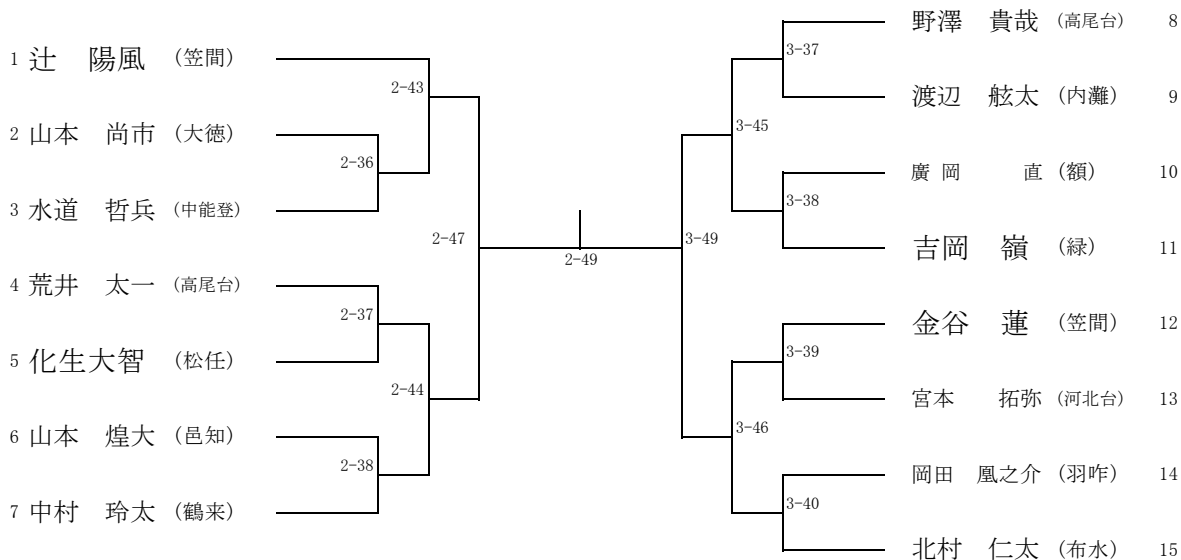 1 辻　陽風 （笠間）
2 山本　尚市 （大徳）
3 水道　哲兵 （中能登）
4 荒井　太一 （高尾台）
5 化生大智 （松任）
6 山本　煌大 （邑知）
7 中村　玲太 （鶴来）
2-43
2-36
2-37
2-44
2-38
2-47
2-49
3-49
3-37
3-45
3-38
3-39
3-46
3-40
野澤　貴哉 （高尾台） 8
渡辺　舷太 （内灘） 9
廣岡　直 （額） 10
吉岡　嶺 （緑） 11
金谷　蓮 （笠間） 12
宮本　拓弥 （河北台） 13
岡田　凰之介 （羽咋） 14
北村　仁太 （布水） 15